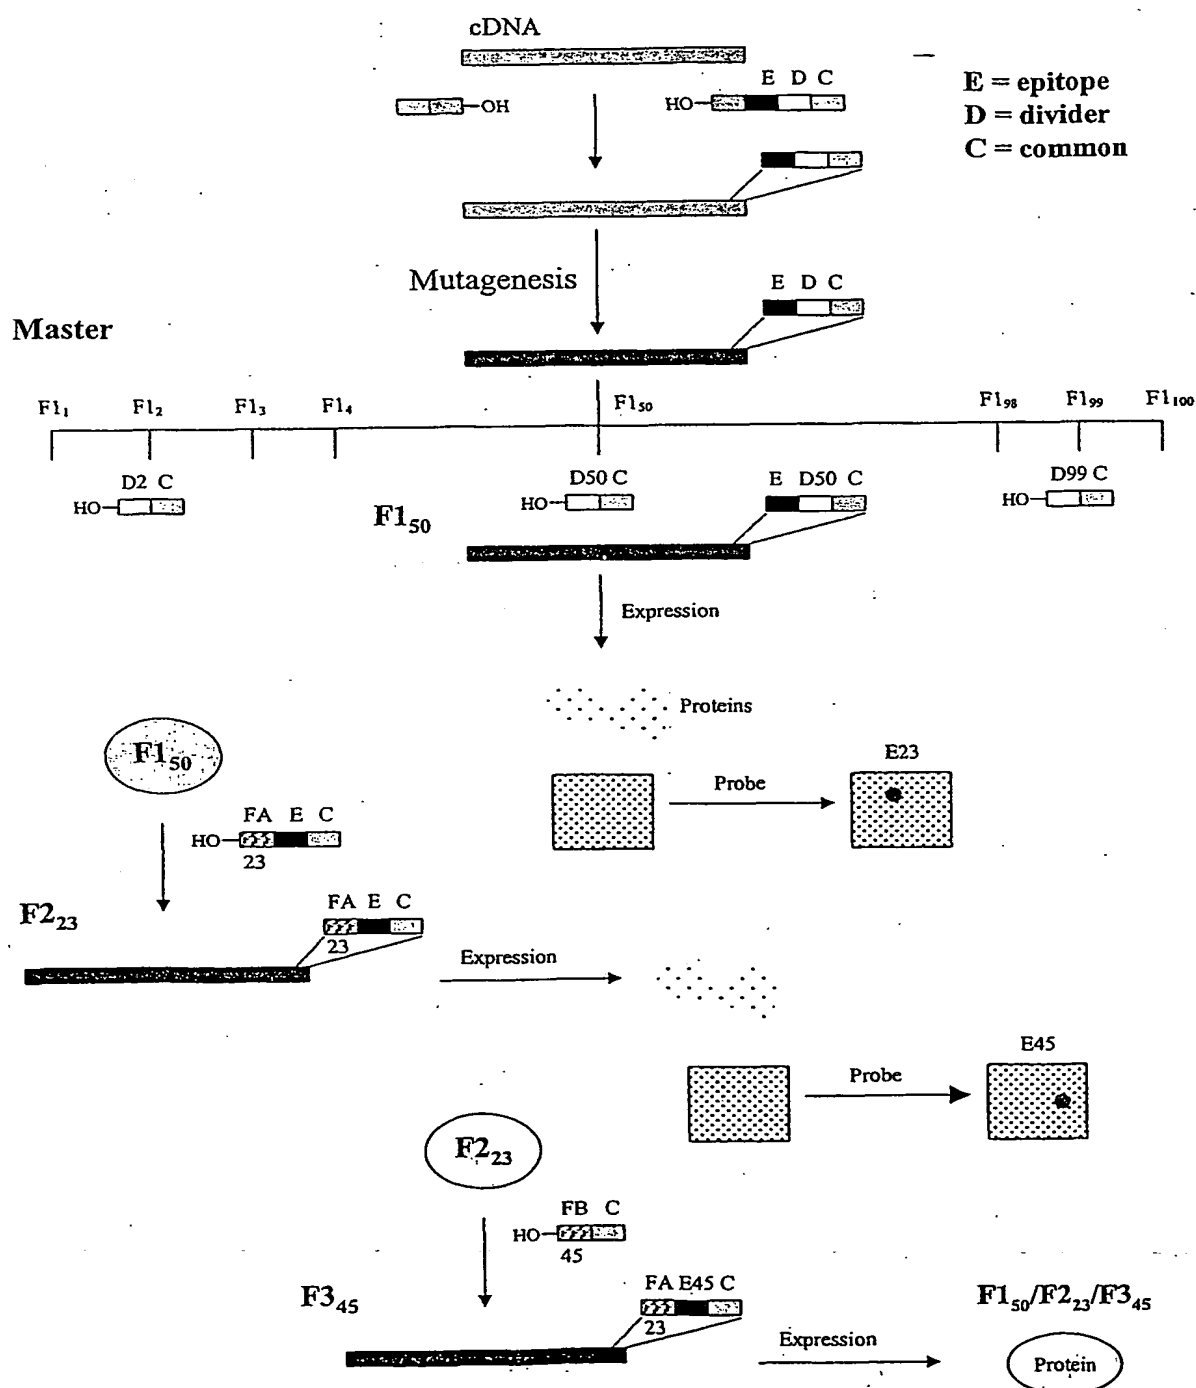 cDNA
E D C
E = epitope
D = divider
C = common
OH
HO
Mutagenesis
E D C
Master
F1₁ F1₂ F1₃ F1₄ F1₅₀ F1₉₈ F1₉₉ F1₁₀₀
D2 C
HO
D50 C
HO
E D50 C
D99 C
HO
F1₅₀
Expression
Proteins
F1₅₀
E23
Probe
FA E C
HO
23
F2₂₃
FA E C
23
Expression
E45
Probe
F2₂₃
FB C
HO
45
F3₄₅
FA E45 C
23
F1₅₀/F2₂₃/F3₄₅
Expression
Protein